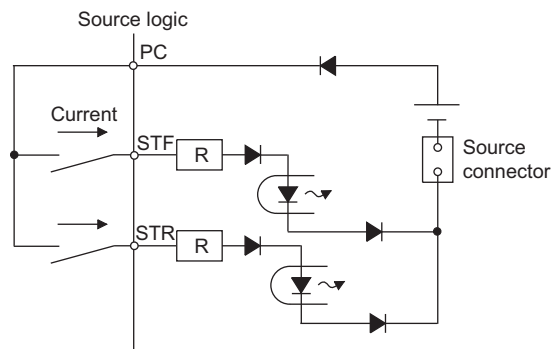 Source logic
PC
Current
STF
R
Source
connector
STR
R